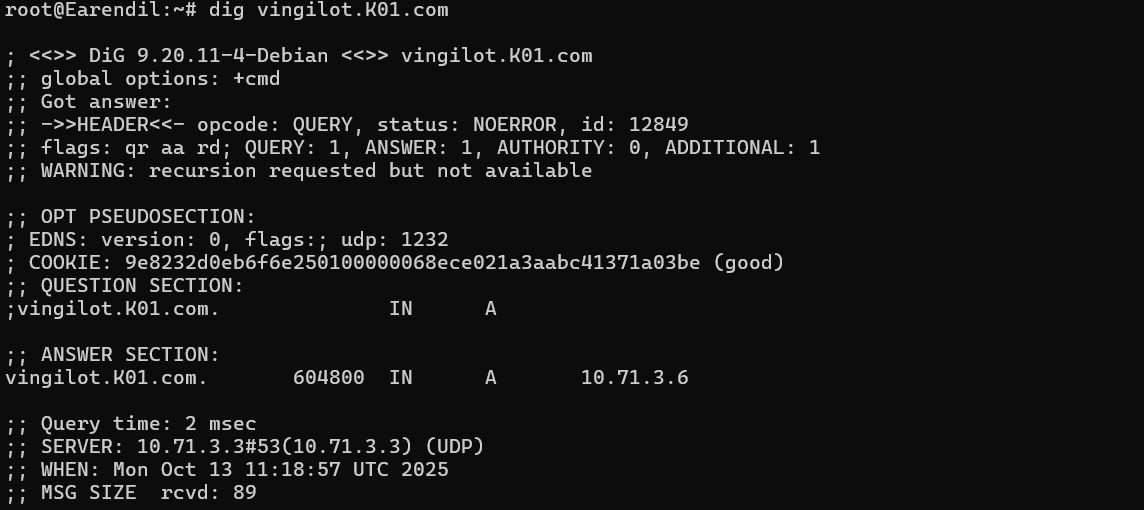 root@Earendil:~# dig vingilot.K01.com

; <<>> DiG 9.20.11-4-Debian <<>> vingilot.K01.com
;; global options: +cmd
;; Got answer:
;; ->>HEADER<<- opcode: QUERY, status: NOERROR, id: 12849
;; flags: qr aa rd; QUERY: 1, ANSWER: 1, AUTHORITY: 0, ADDITIONAL: 1
;; WARNING: recursion requested but not available

;; OPT PSEUDOSECTION:
; EDNS: version: 0, flags:; udp: 1232
; COOKIE: 9e8232d0eb6f6e250100000068ece021a3aabc41371a03be (good)
;; QUESTION SECTION:
;vingilot.K01.com.		IN	A

;; ANSWER SECTION:
vingilot.K01.com.	604800	IN	A	10.71.3.6

;; Query time: 2 msec
;; SERVER: 10.71.3.3#53(10.71.3.3) (UDP)
;; WHEN: Mon Oct 13 11:18:57 UTC 2025
;; MSG SIZE  rcvd: 89